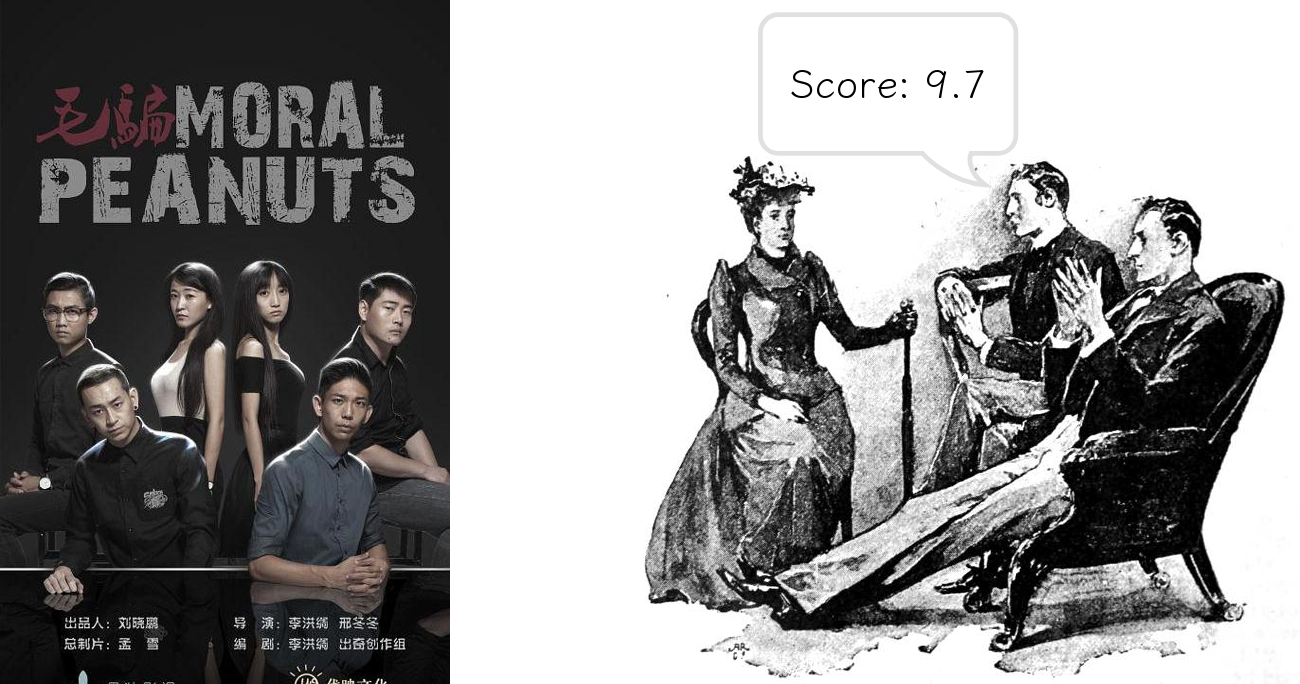 毛騙MORAL
PEANUTS
出品人：刘晓鹏
导 演：李洪绸 邢冬冬
总制片：孟 雪
编 剧：李洪绸 出奇创作组
Score: 9.7